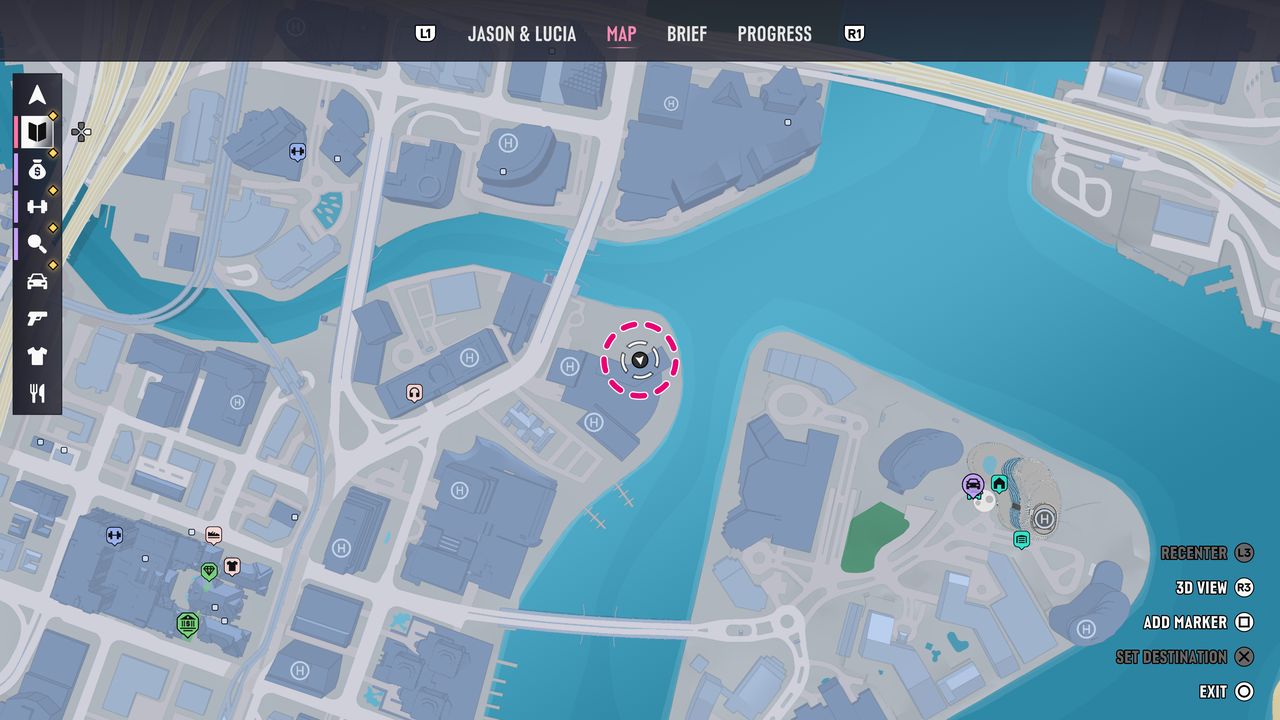 L1 JASON & LUCIA MAP BRIEF PROGRESS R1
H
H
H
$
H
H
H
H
H
H
H
H
H
H
RECENTER L3
3D VIEW R3
ADD MARKER
SET DESTINATION
EXIT